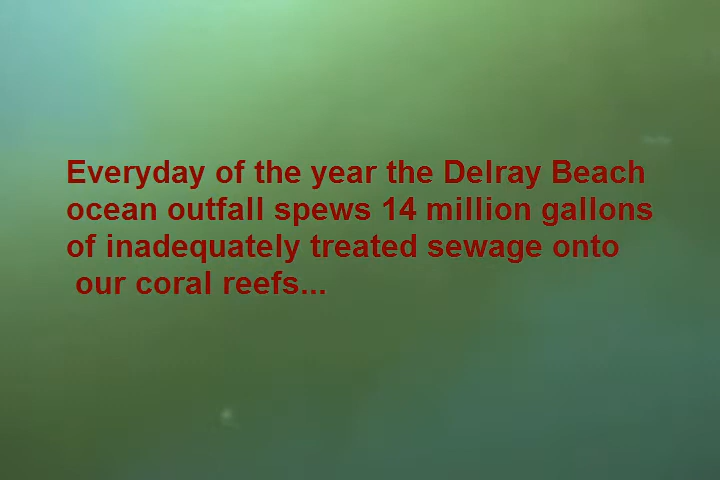 Everyday of the year the Delray Beach
ocean outfall spews 14 million gallons
of inadequately treated sewage onto
our coral reefs...